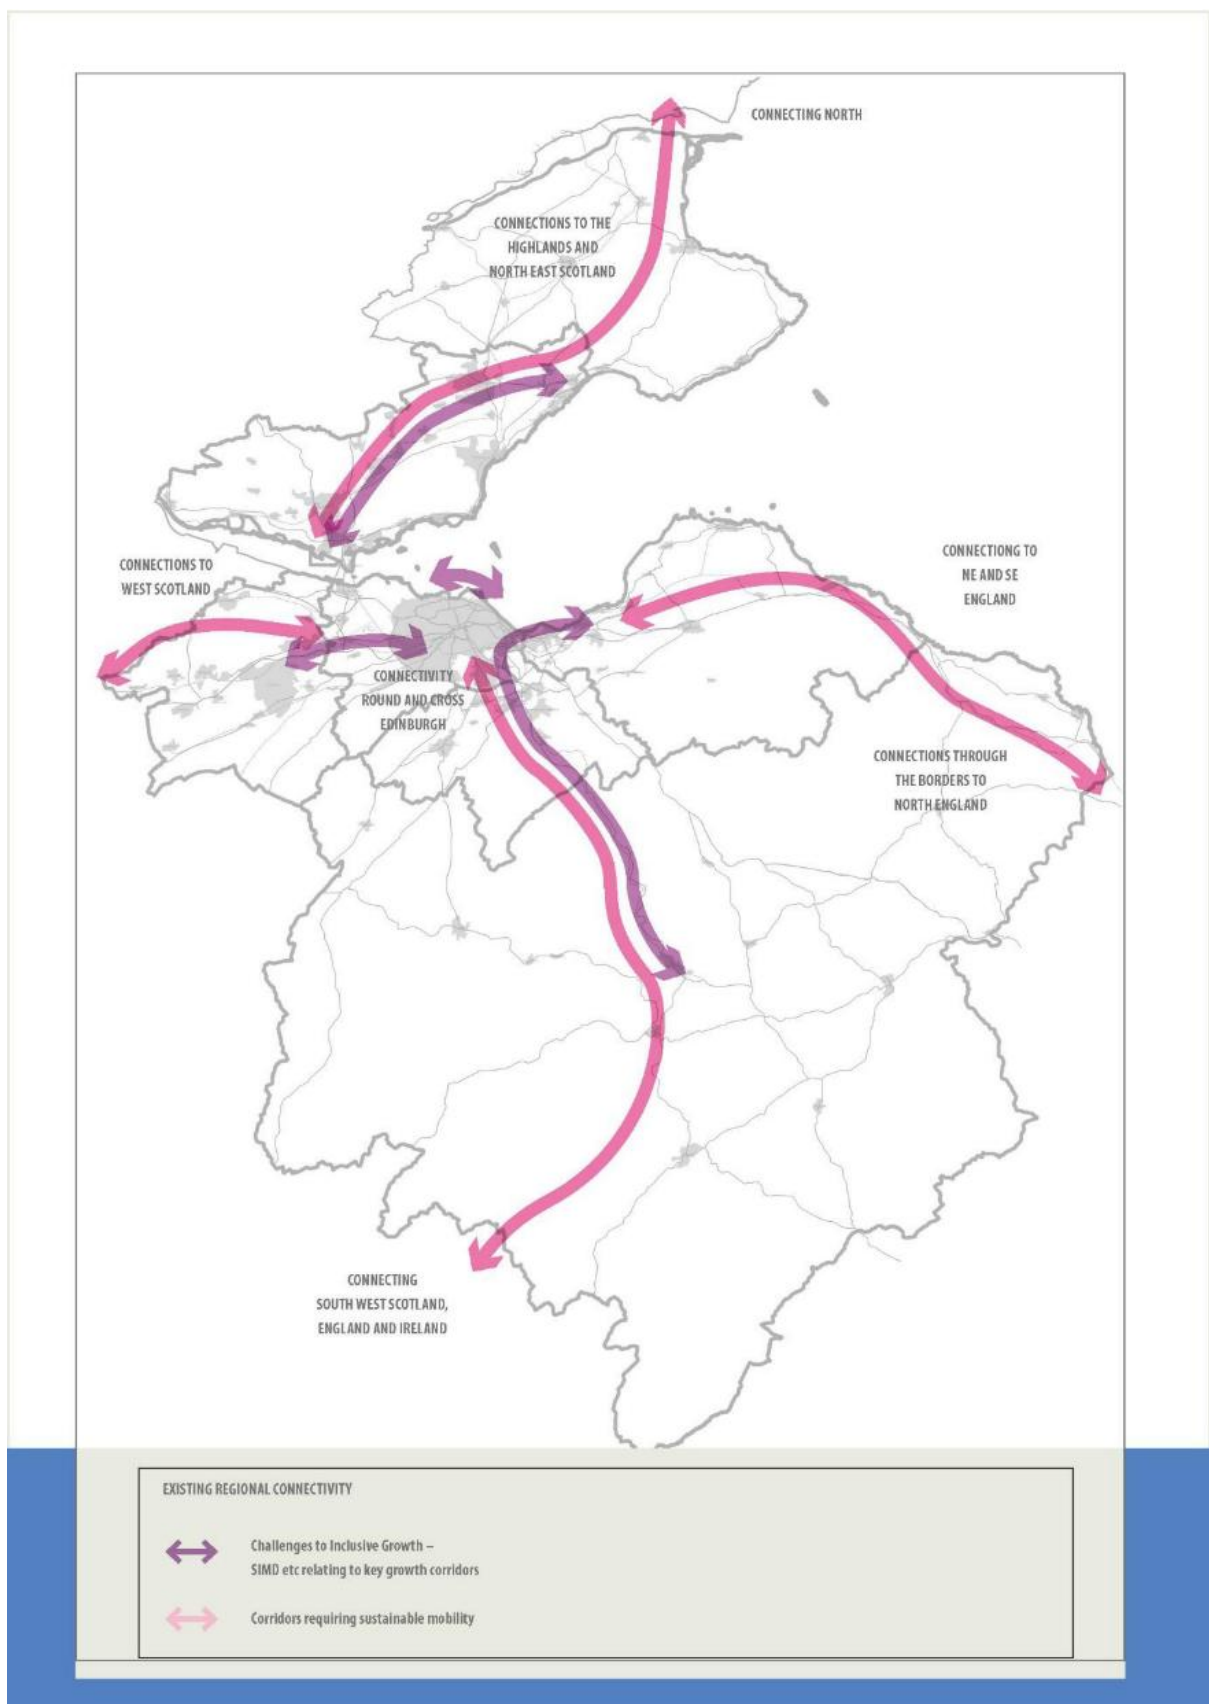 CONNECTING NORTH
CONNECTIONS TO THE
HIGHLANDS AND
NORTH EAST SCOTLAND
CONNECTIONS TO
WEST SCOTLAND
CONNECTIONG TO
NE AND SE
ENGLAND
CONNECTIVITY
ROUND AND CROSS
EDINBURGH
CONNECTIONS THROUGH
THE BORDERS TO
NORTH ENGLAND
CONNECTING
SOUTH WEST SCOTLAND,
ENGLAND AND IRELAND
EXISTING REGIONAL CONNECTIVITY
Challenges to Inclusive Growth –
SIMD etc relating to key growth corridors
Corridors requiring sustainable mobility